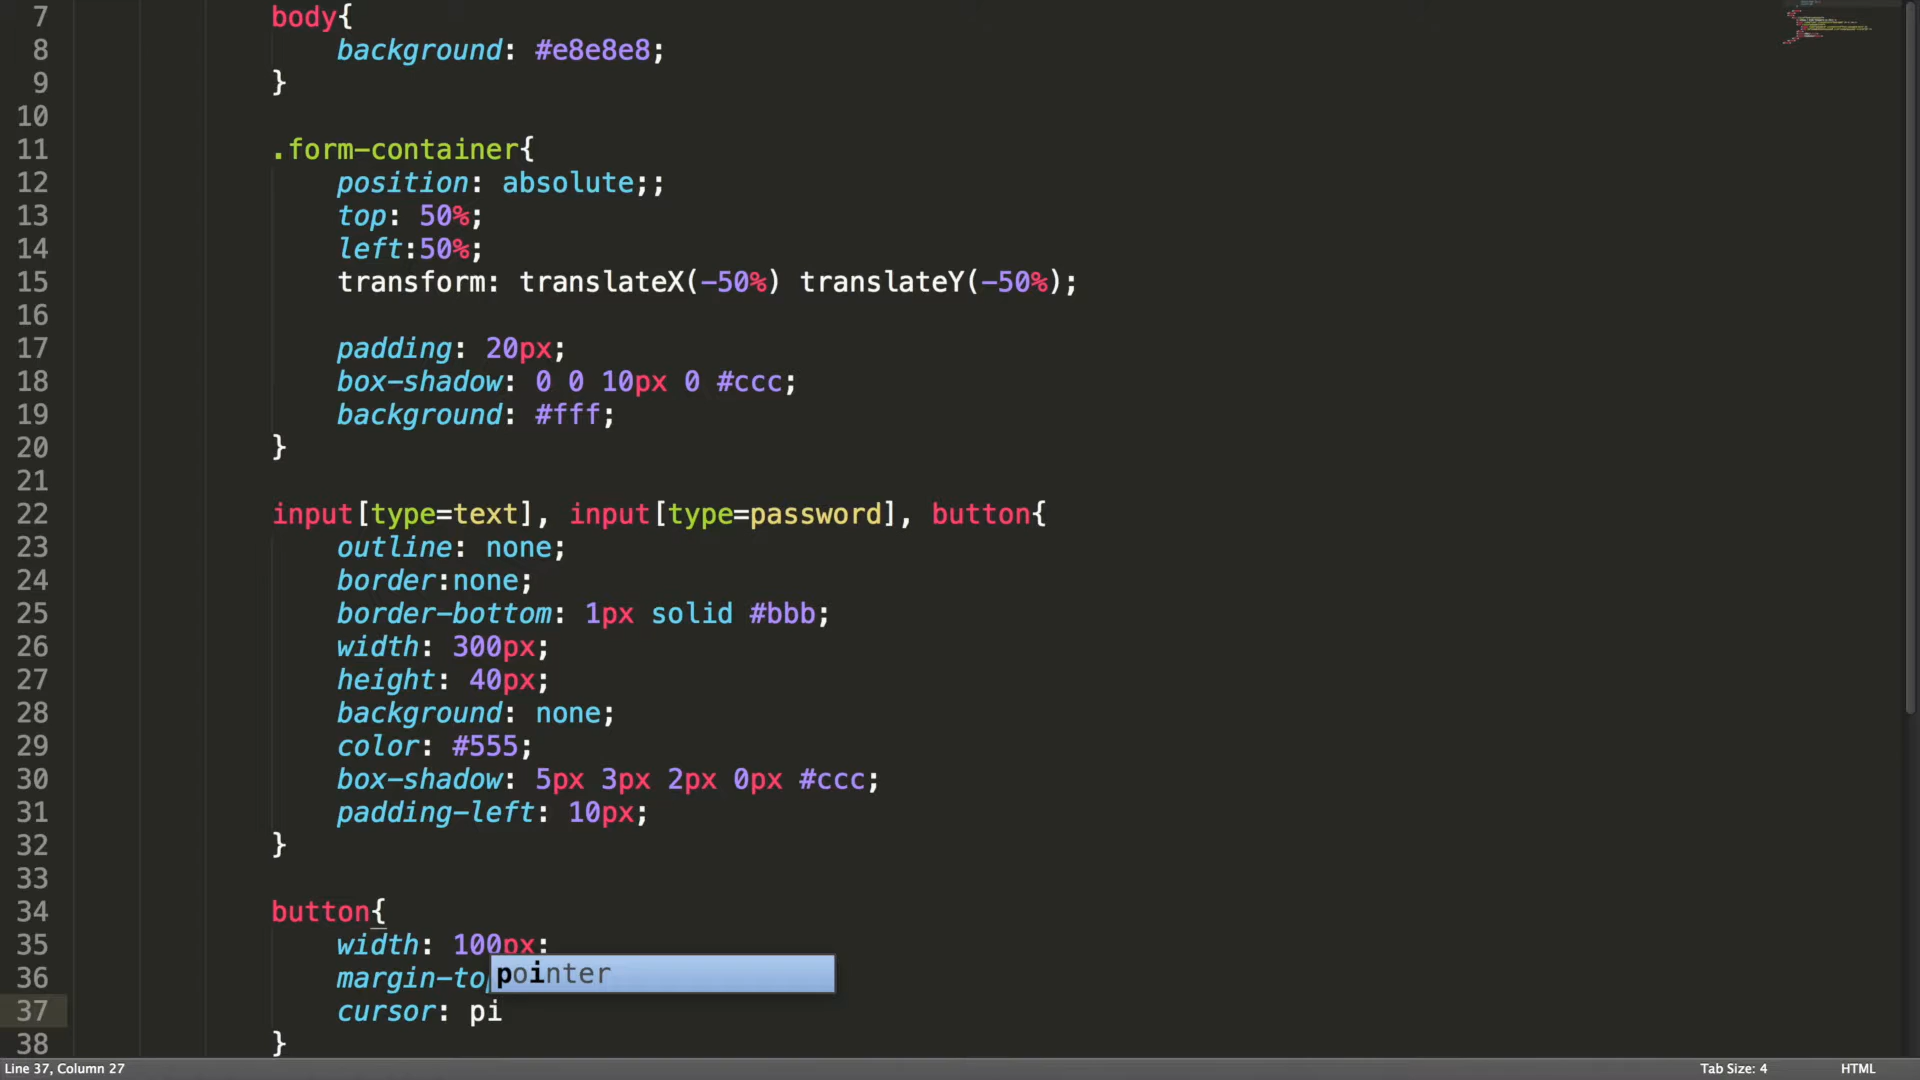 7 body{
8 background: #e8e8e8;
9 }
10
11 .form-container{
12 position: absolute;;
13 top: 50%;
14 left:50%;
15 transform: translateX(-50%) translateY(-50%);
16
17 padding: 20px;
18 box-shadow: 0 0 10px 0 #ccc;
19 background: #fff;
20 }
21
22 input[type=text], input[type=password], button{
23 outline: none;
24 border:none;
25 border-bottom: 1px solid #bbb;
26 width: 300px;
27 height: 40px;
28 background: none;
29 color: #555;
30 box-shadow: 5px 3px 2px 0px #ccc;
31 padding-left: 10px;
32 }
33
34 button{
35 width: 100px;
36 margin-to
pointer
37 cursor: pi
38 }
Line 37, Column 27 Tab Size: 4 HTML